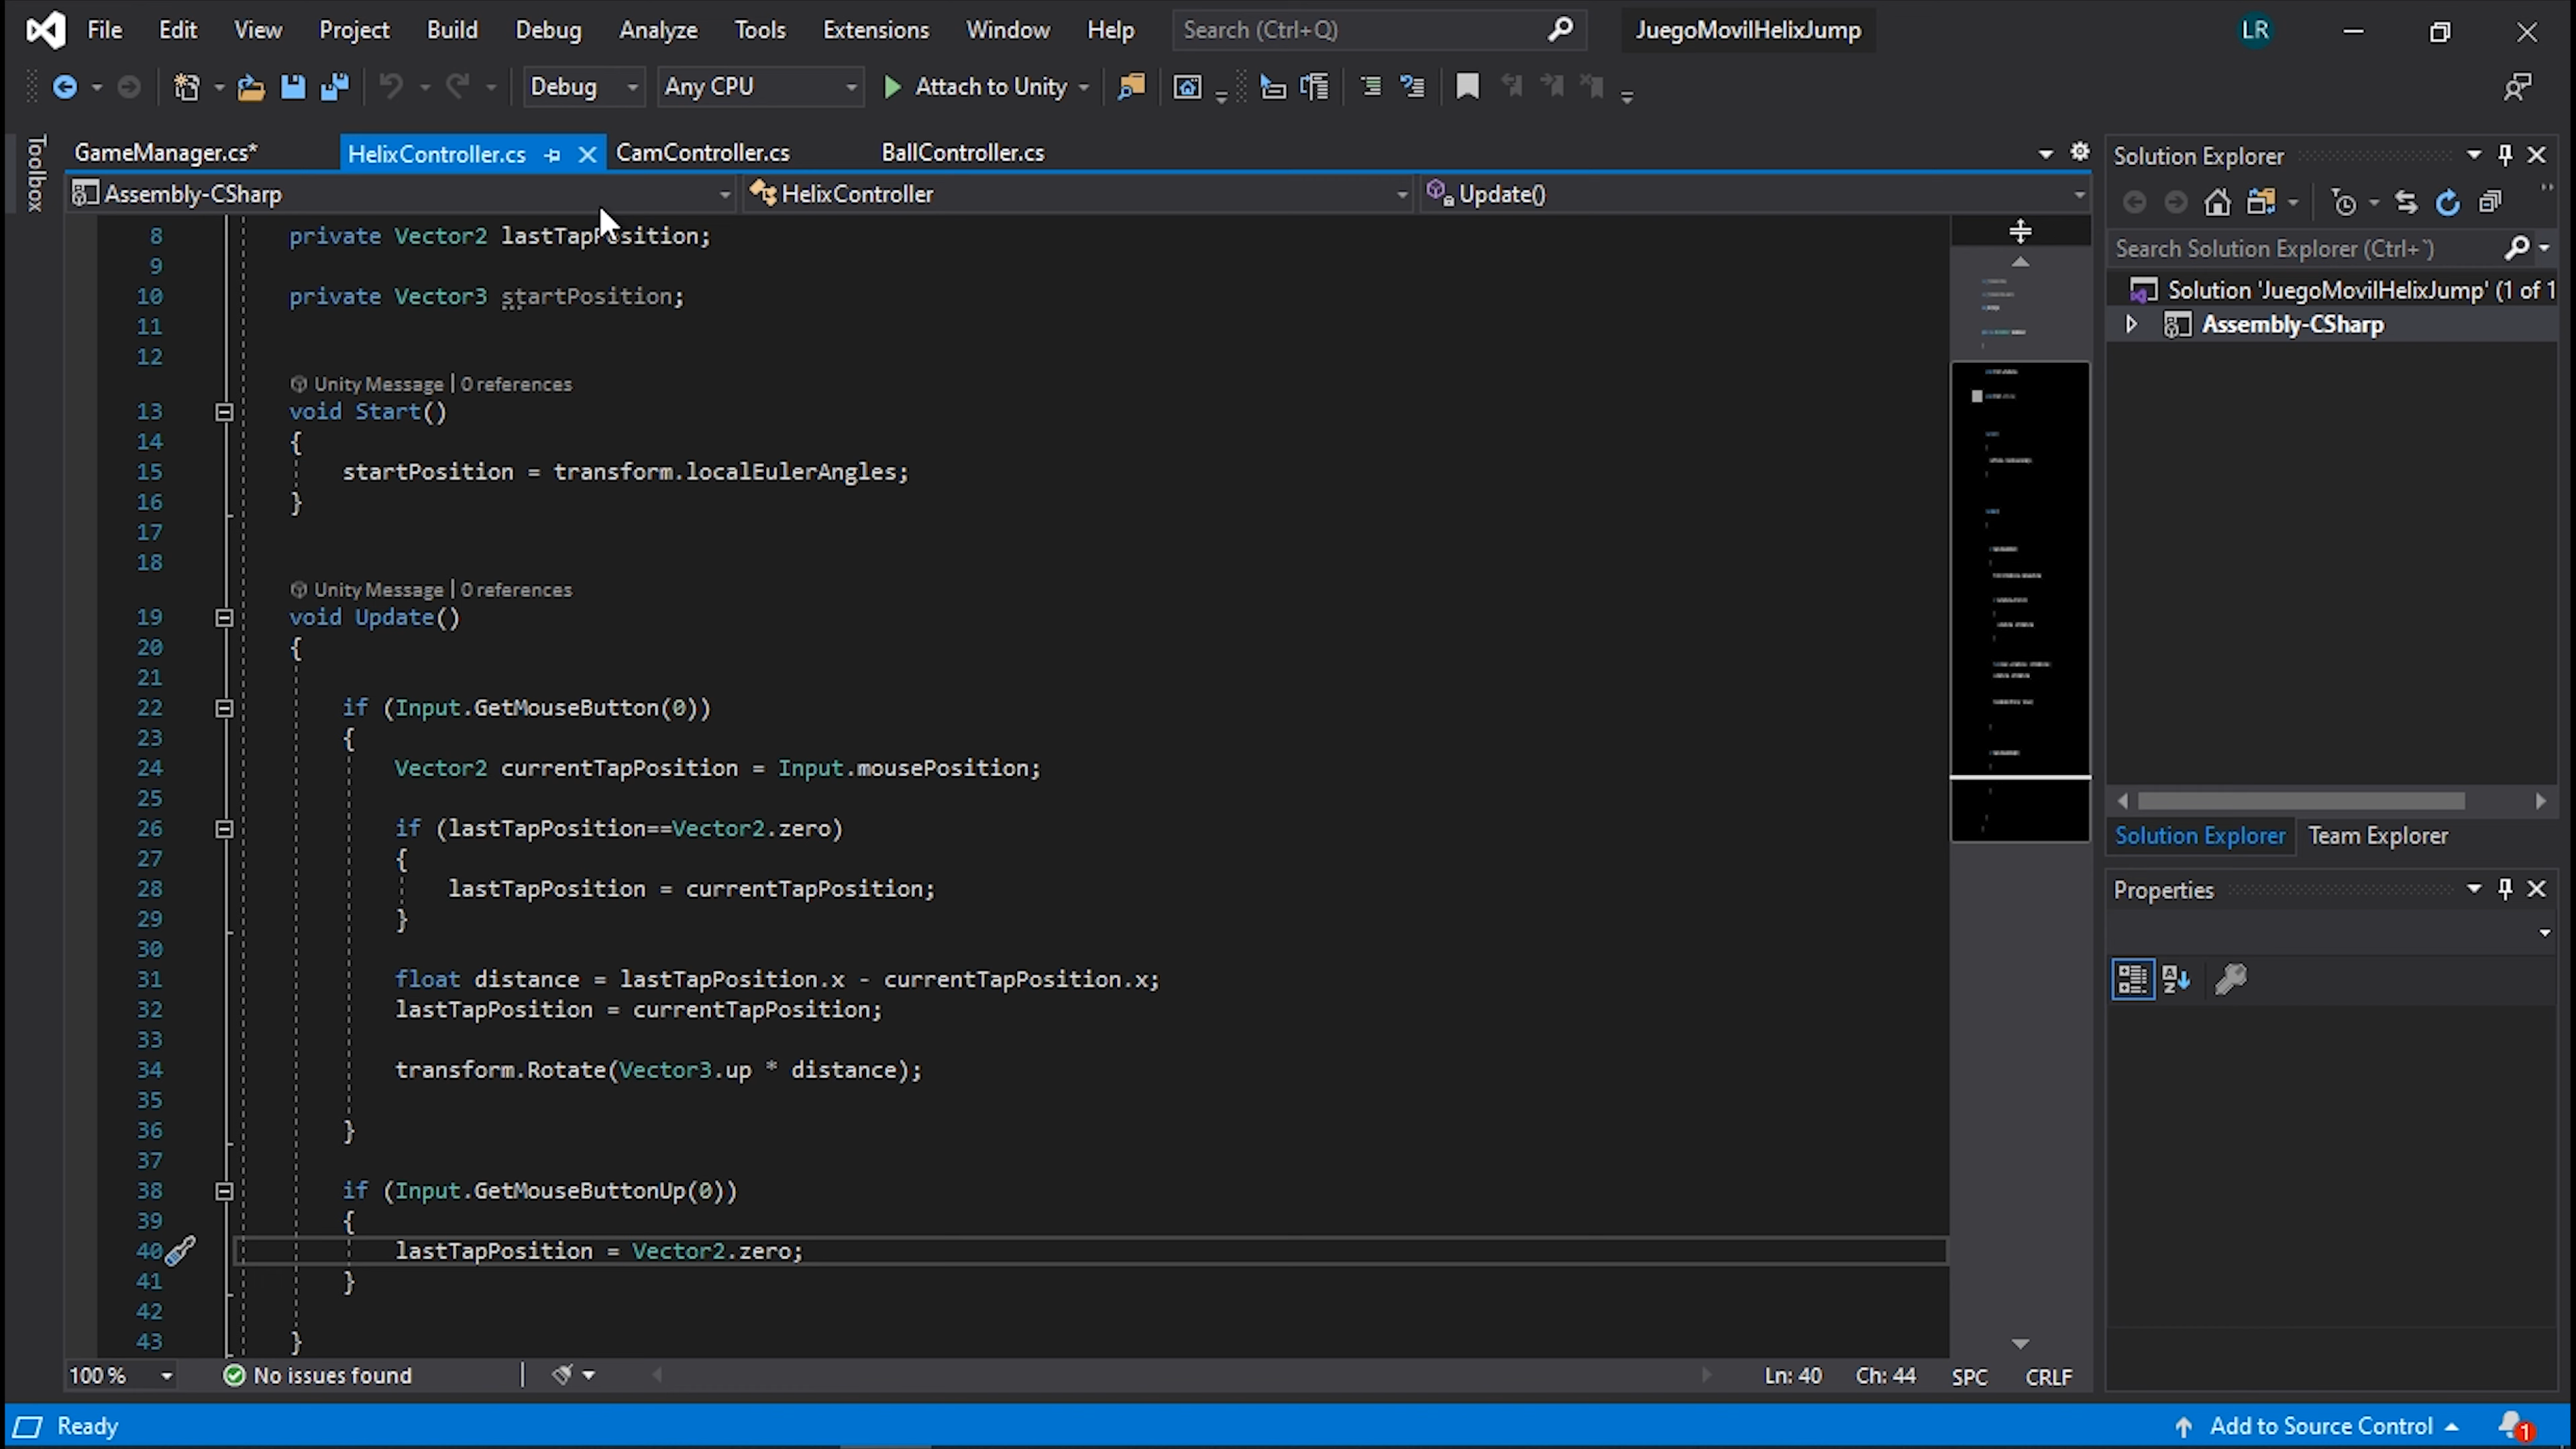 File Edit View Project Build Debug Analyze Tools Extensions Window Help Search (Ctrl+Q) JuegoMovilHelixJump LR
Debug Any CPU Attach to Unity
Toolbox
GameManager.cs* HelixController.cs CamController.cs BallController.cs
Assembly-CSharp HelixController Update()
8 private Vector2 lastTapPosition;
9
10 private Vector3 startPosition;
11
12
Unity Message | 0 references
13 void Start()
14 {
15 startPosition = transform.localEulerAngles;
16 }
17
18
Unity Message | 0 references
19 void Update()
20 {
21
22 if (Input.GetMouseButton(0))
23 {
24 Vector2 currentTapPosition = Input.mousePosition;
25
26 if (lastTapPosition==Vector2.zero)
27 {
28 lastTapPosition = currentTapPosition;
29 }
30
31 float distance = lastTapPosition.x - currentTapPosition.x;
32 lastTapPosition = currentTapPosition;
33
34 transform.Rotate(Vector3.up * distance);
35
36 }
37
38 if (Input.GetMouseButtonUp(0))
39 {
40 lastTapPosition = Vector2.zero;
41 }
42
43 }
100 % No issues found Ln: 40 Ch: 44 SPC CRLF
Solution Explorer
Search Solution Explorer (Ctrl+`)
Solution 'JuegoMovilHelixJump' (1 of 1
Assembly-CSharp
Solution Explorer Team Explorer
Properties
Ready Add to Source Control 1